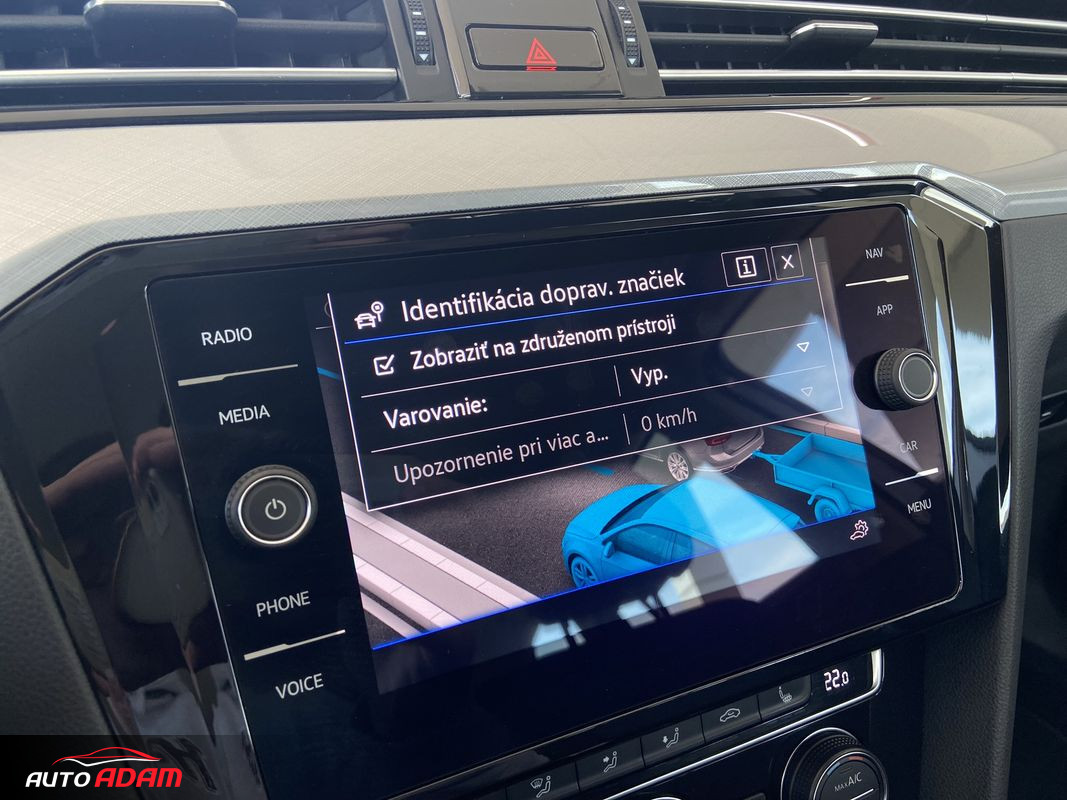 RADIO
MEDIA
PHONE
VOICE
Identifikácia doprav. značiek
i X
Zobraziť na združenom prístroji
Varovanie: Vyp.
Upozornenie pri viac a... 0 km/h
NAV
APP
CAR
MENU
22.0
MAX A/C
AUTO ADAM